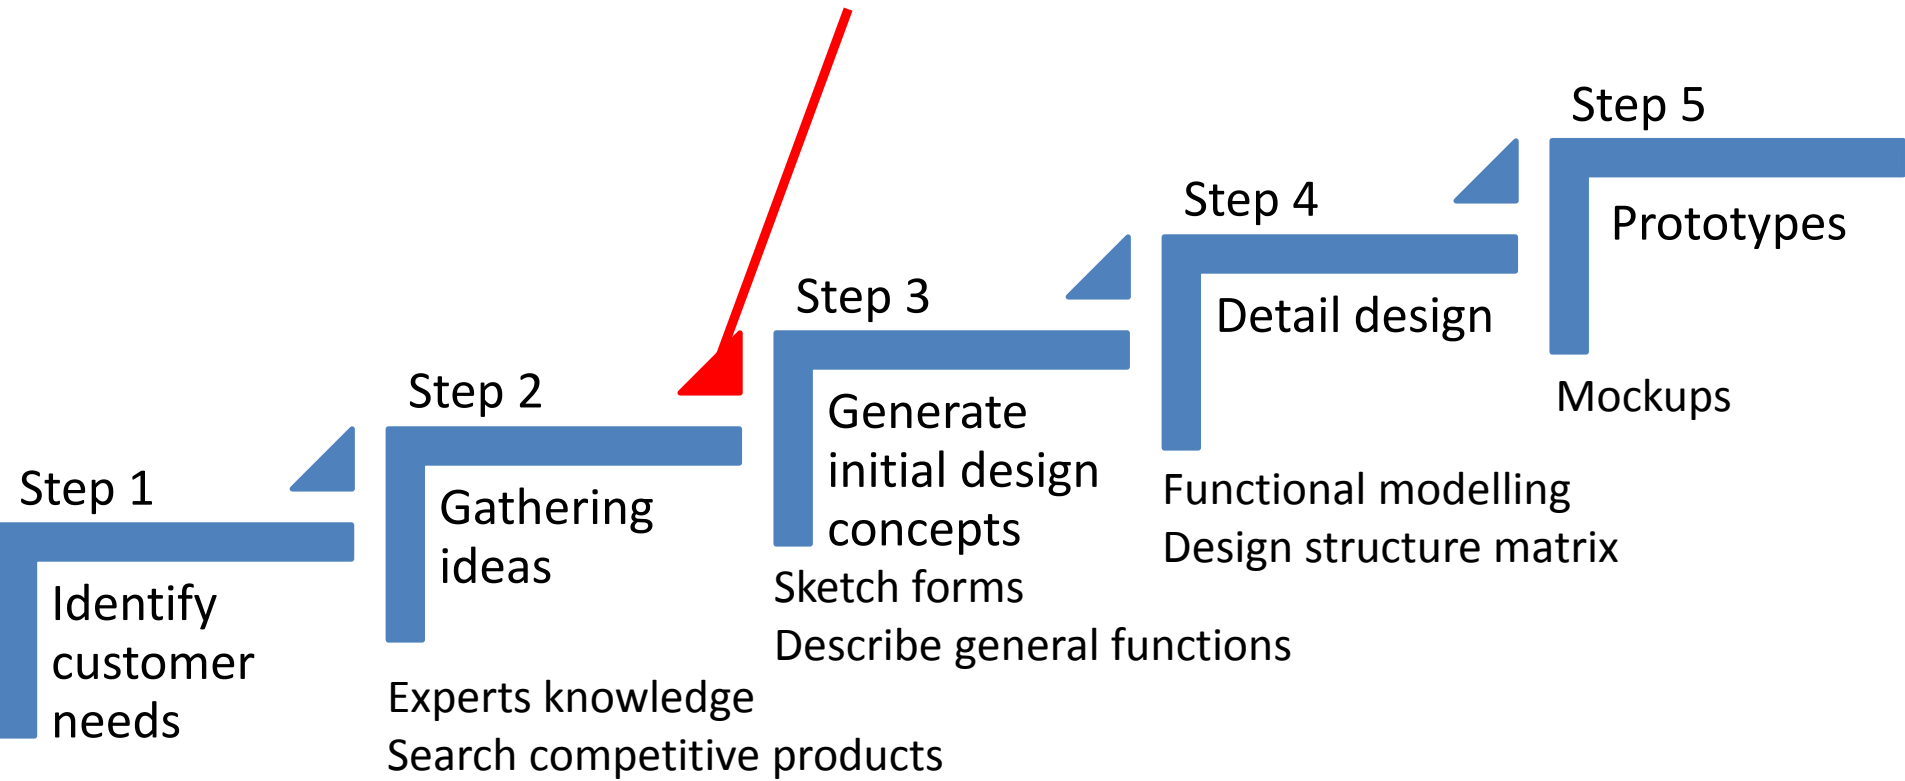 Step 1
Identify
customer
needs
Step 2
Gathering
ideas
Experts knowledge
Search competitive products
Step 3
Generate
initial design
concepts
Sketch forms
Describe general functions
Step 4
Detail design
Functional modelling
Design structure matrix
Step 5
Prototypes
Mockups